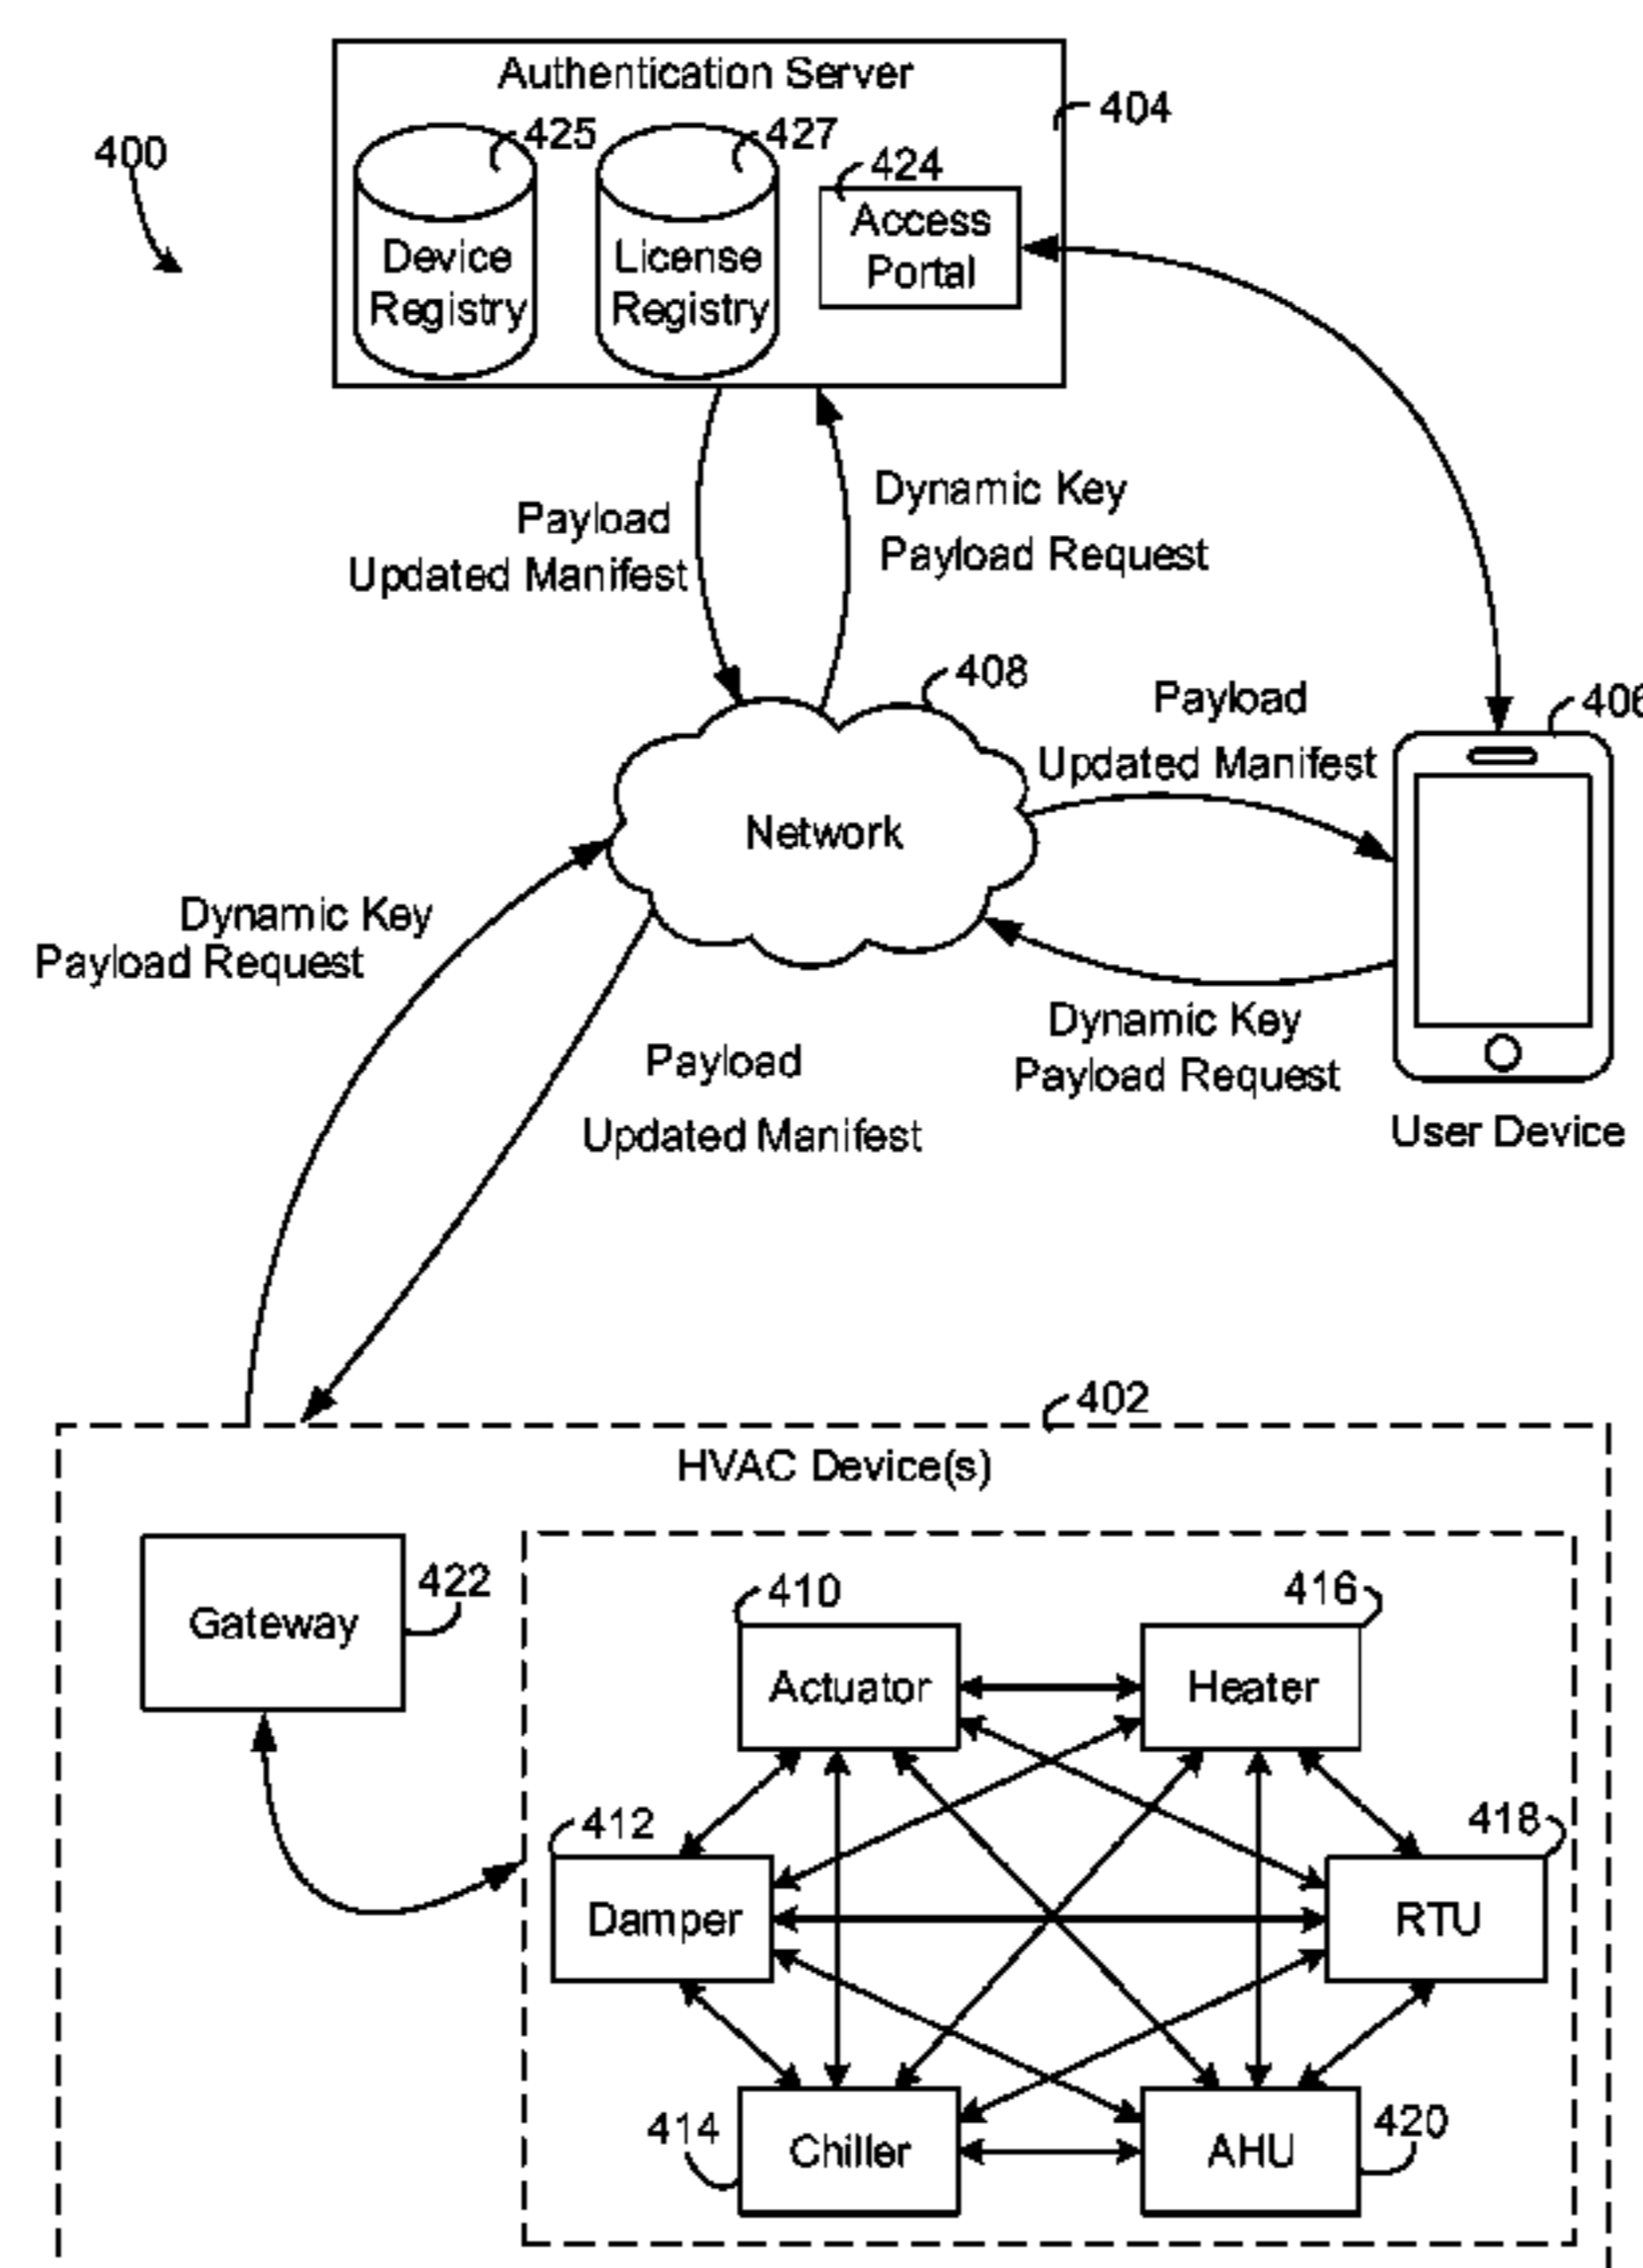 Authentication Server
404
400
425
427
424
Device
Registry
License
Registry
Access
Portal
Payload
Updated Manifest
Dynamic Key
Payload Request
408
Payload
Updated Manifest
406
Network
Dynamic Key
Payload Request
Dynamic Key
Payload Request
Payload
Updated Manifest
User Device
402
HVAC Device(s)
Gateway
422
410
416
Actuator
Heater
412
418
Damper
RTU
414
Chiller
AHU
420